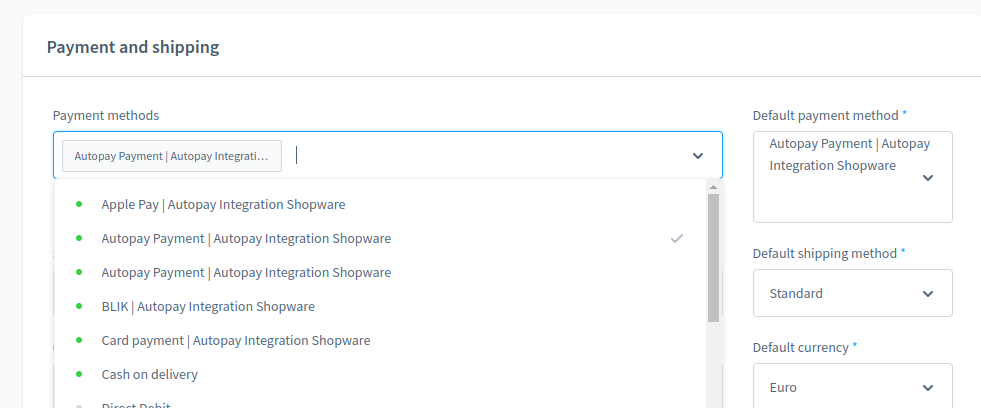 Payment and shipping
Payment methods
Default payment method *
Autopay Payment | Autopay Integrati...
Autopay Payment | Autopay
Integration Shopware
Apple Pay | Autopay Integration Shopware
Autopay Payment | Autopay Integration Shopware
Default shipping method *
Autopay Payment | Autopay Integration Shopware
Standard
BLIK | Autopay Integration Shopware
Card payment | Autopay Integration Shopware
Default currency *
Cash on delivery
Euro
Direct Debit